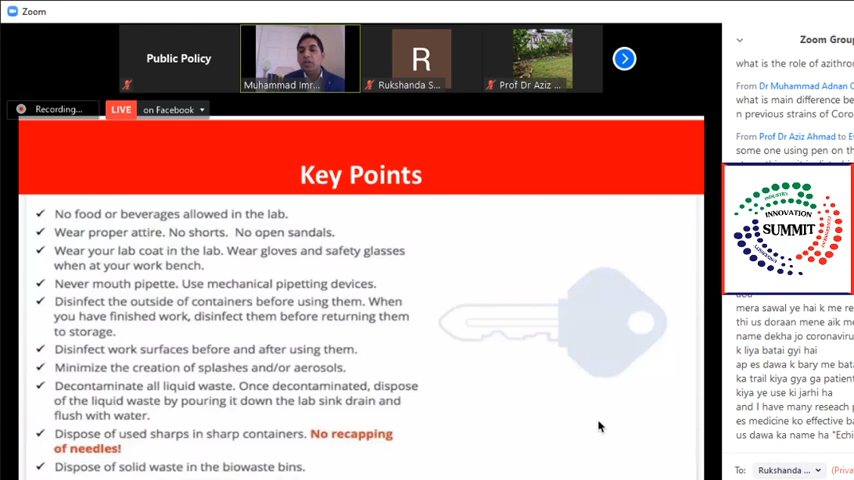 Zoom
Public Policy
Muhammad Imr...
R
Rukshanda S...
Prof Dr Aziz ...
Recording...
LIVE on Facebook
Key Points
No food or beverages allowed in the lab.
Wear proper attire. No shorts. No open sandals.
Wear your lab coat in the lab. Wear gloves and safety glasses
when at your work bench.
Never mouth pipette. Use mechanical pipetting devices.
Disinfect the outside of containers before using them. When
you have finished work, disinfect them before returning them
to storage.
Disinfect work surfaces before and after using them.
Minimize the creation of splashes and/or aerosols.
Decontaminate all liquid waste. Once decontaminated, dispose
of the liquid waste by pouring it down the lab sink drain and
flush with water.
Dispose of used sharps in sharp containers. No recapping
of needles!
Dispose of solid waste in the biowaste bins.
Zoom Group
what is the role of azithron
From Dr Muhammad Adnan C
what is main difference be
n previous strains of Coro
From Prof Dr Aziz Ahmad to E
some one using pen on th
INDUSTRY
INNOVATION
SUMMIT
GOVERNMENT
UNIVERSITY
mera sawal ye hai k me re
thi us doraan mene aik me
name dekha jo coronaviru
k liya batai gyi hai
ap es dawa k bary me bat
ka trail kiya gya ga patient
kiya ye use ki jarhi ha
and I have many reseach p
es medicine ko effective ba
us dawa ka name ha "Echi
To: Rukshanda ... (Priva